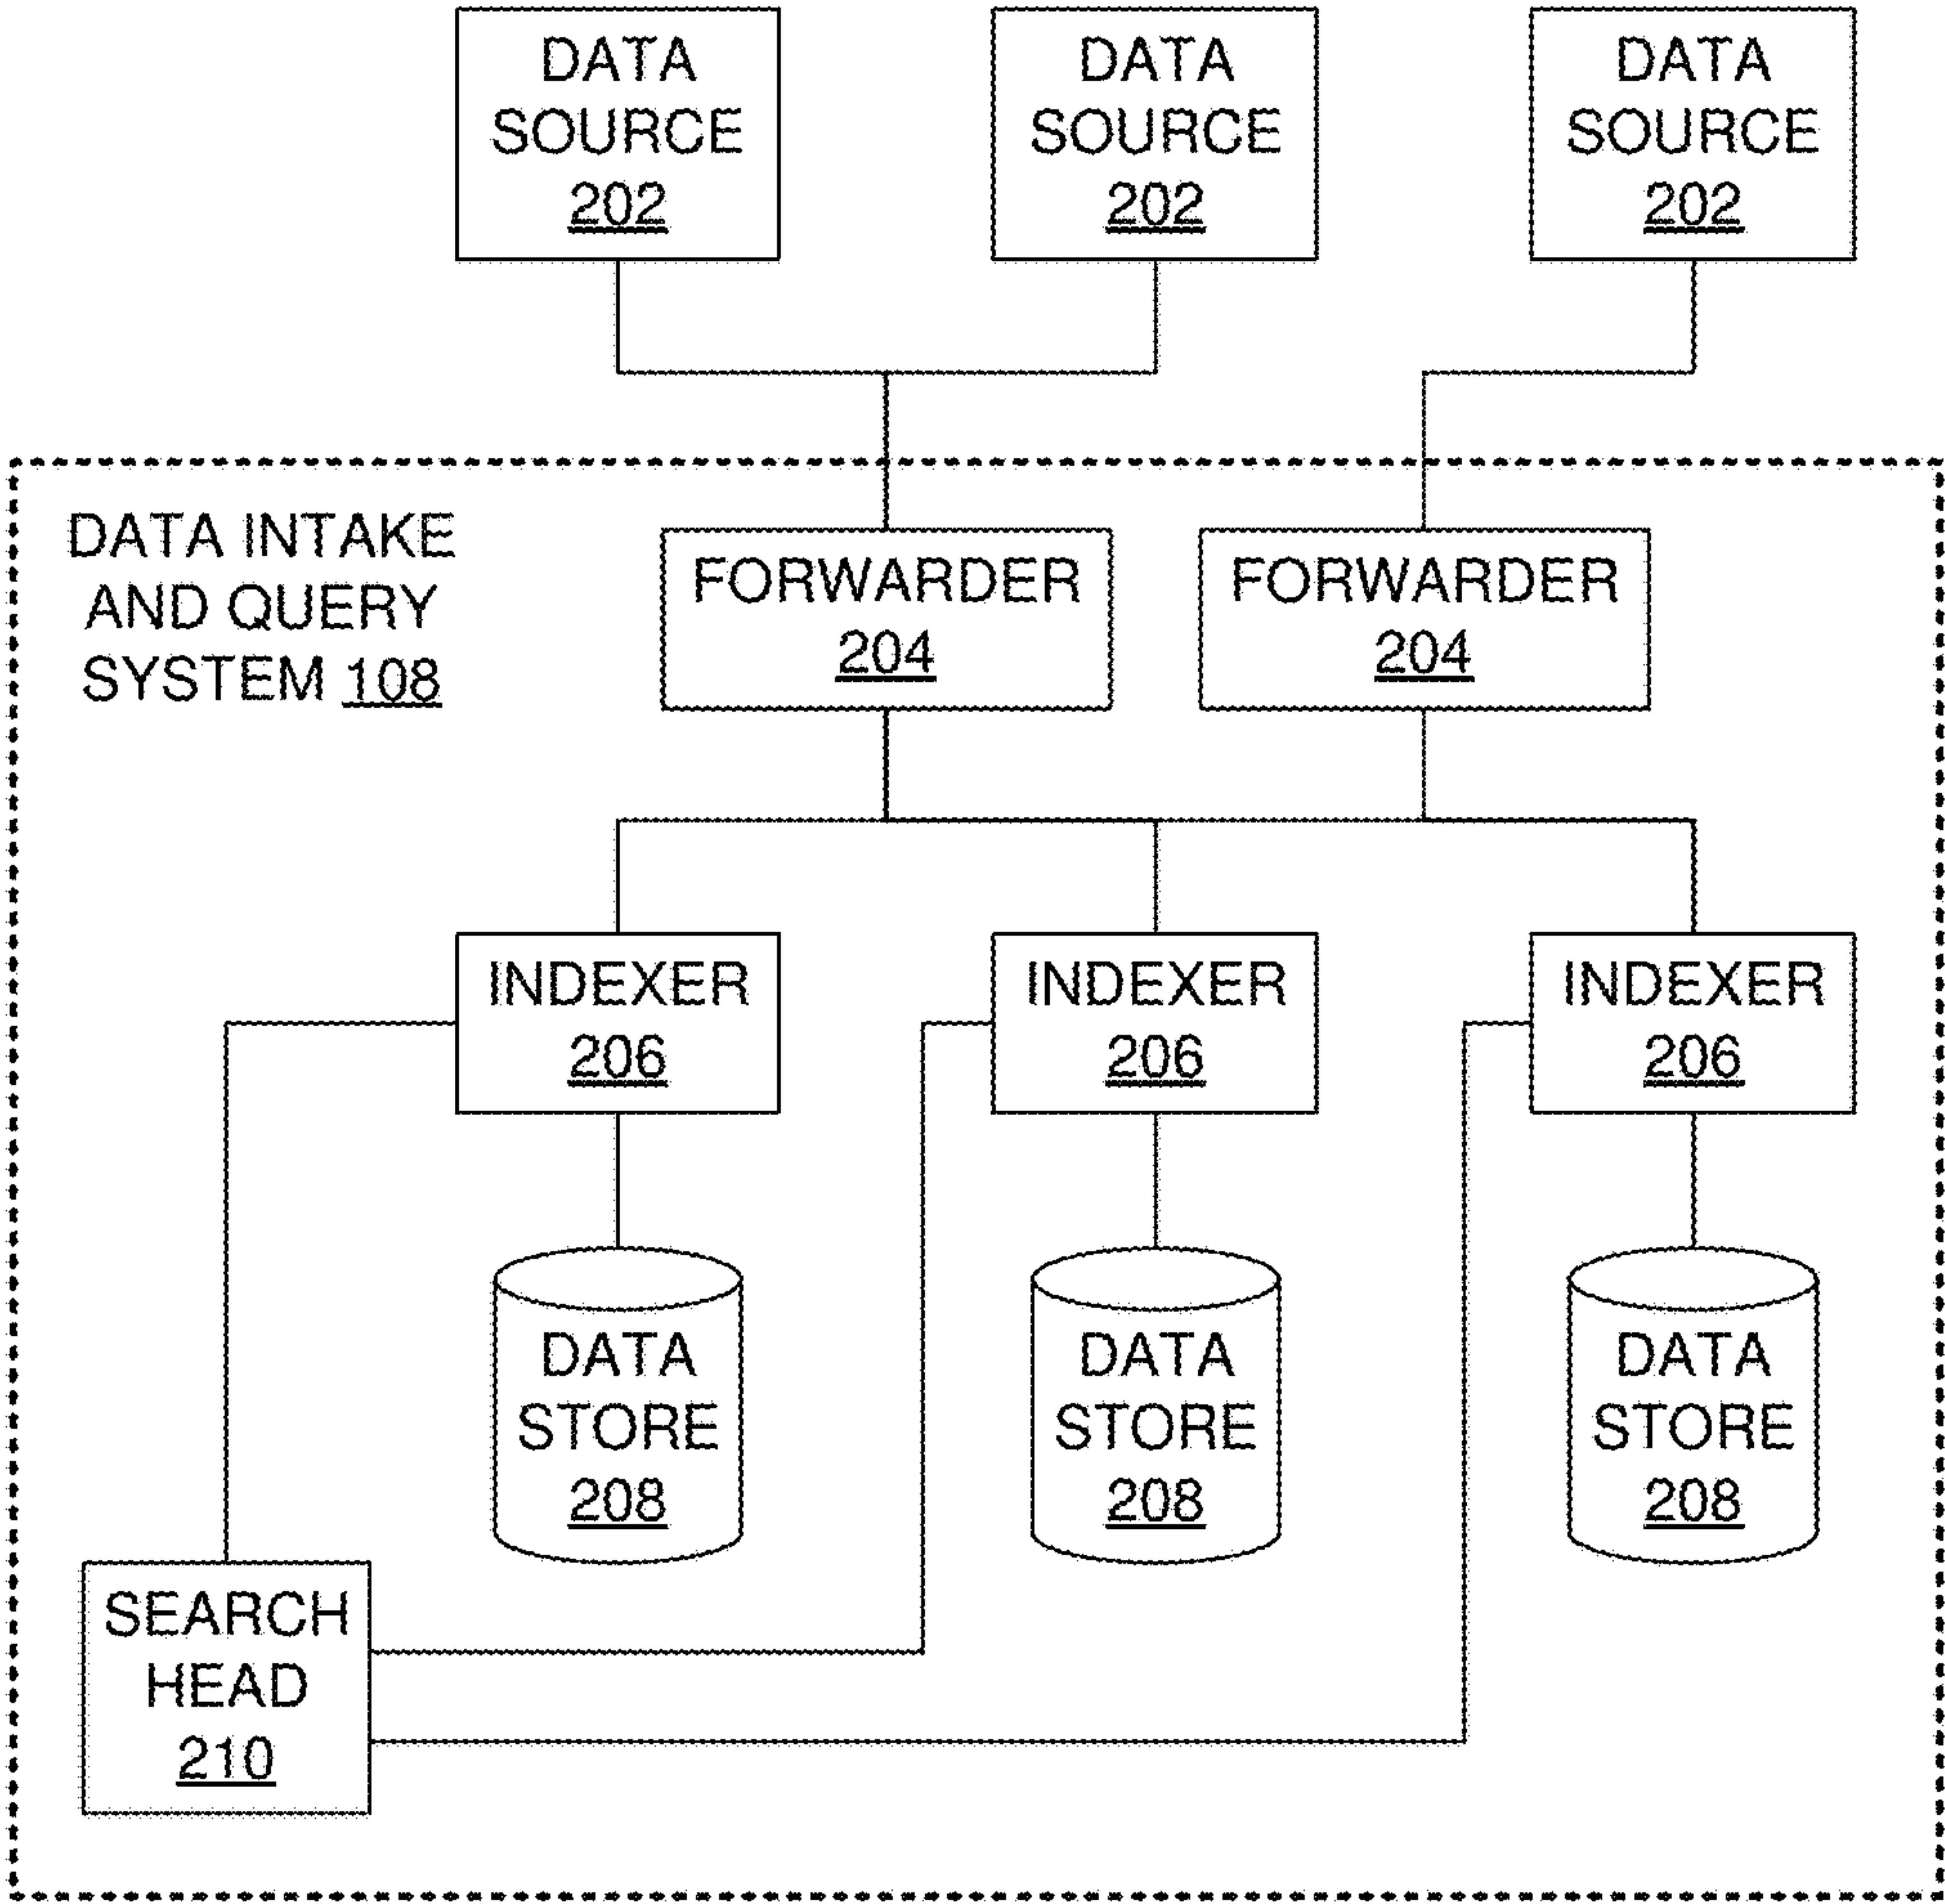 DATA
SOURCE
202
DATA
SOURCE
202
DATA
SOURCE
202
DATA INTAKE
AND QUERY
SYSTEM 108
FORWARDER
204
FORWARDER
204
INDEXER
206
INDEXER
206
INDEXER
206
DATA
STORE
208
DATA
STORE
208
DATA
STORE
208
SEARCH
HEAD
210